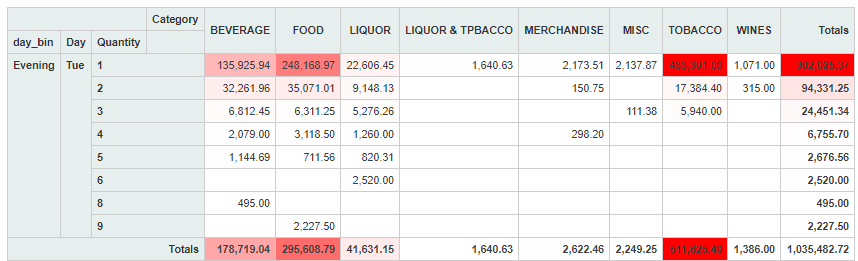 Category BEVERAGE FOOD LIQUOR LIQUOR & TPBACCO MERCHANDISE MISC TOBACCO WINES Totals
day_bin Day Quantity
Evening Tue 1 135,925.94 248,168.97 22,606.45 1,640.63 2,173.51 2,137.87 488,301.00 1,071.00 902,025.37
2 32,261.96 35,071.01 9,148.13 150.75 17,384.40 315.00 94,331.25
3 6,812.45 6,311.25 5,276.26 111.38 5,940.00 24,451.34
4 2,079.00 3,118.50 1,260.00 298.20 6,755.70
5 1,144.69 711.56 820.31 2,676.56
6 2,520.00 2,520.00
8 495.00 495.00
9 2,227.50 2,227.50
Totals 178,719.04 295,608.79 41,631.15 1,640.63 2,622.46 2,249.25 511,625.40 1,386.00 1,035,482.72